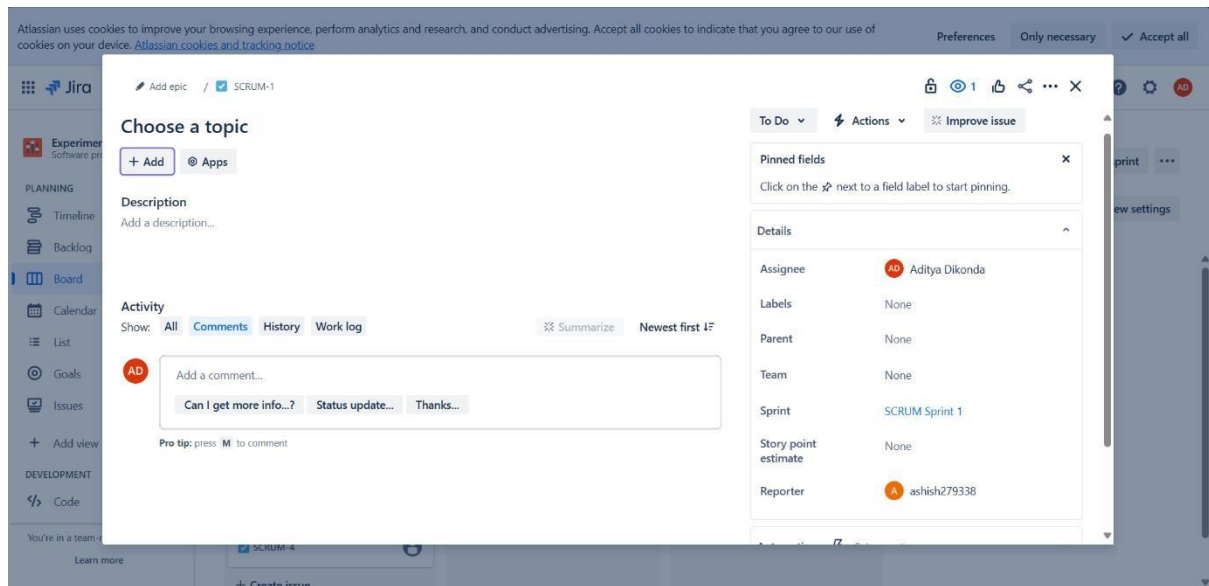 Atlassian uses cookies to improve your browsing experience, perform analytics and research, and conduct advertising. Accept all cookies to indicate that you agree to our use of
cookies on your device. Atlassian cookies and tracking notice
Preferences
Only necessary
Accept all
Jira
AD
Add epic / SCRUM-1
1
Choose a topic
+ Add
Apps
Description
Add a description...
Activity
Show: All Comments History Work log
Summarize
Newest first
AD
Add a comment...
Can I get more info...? Status update... Thanks...
Pro tip: press M to comment
To Do
Actions
Improve issue
Pinned fields
Click on the next to a field label to start pinning.
Details
Assignee AD Aditya Dikonda
Labels None
Parent None
Team None
Sprint SCRUM Sprint 1
Story point
estimate
None
Reporter A ashish279338
Experimer
Software pr
PLANNING
Timeline
Backlog
Board
Calendar
List
Goals
Issues
+ Add view
DEVELOPMENT
Code
You're in a team-
Learn more
SCRUM-4
+ Create issue
print
ew settings